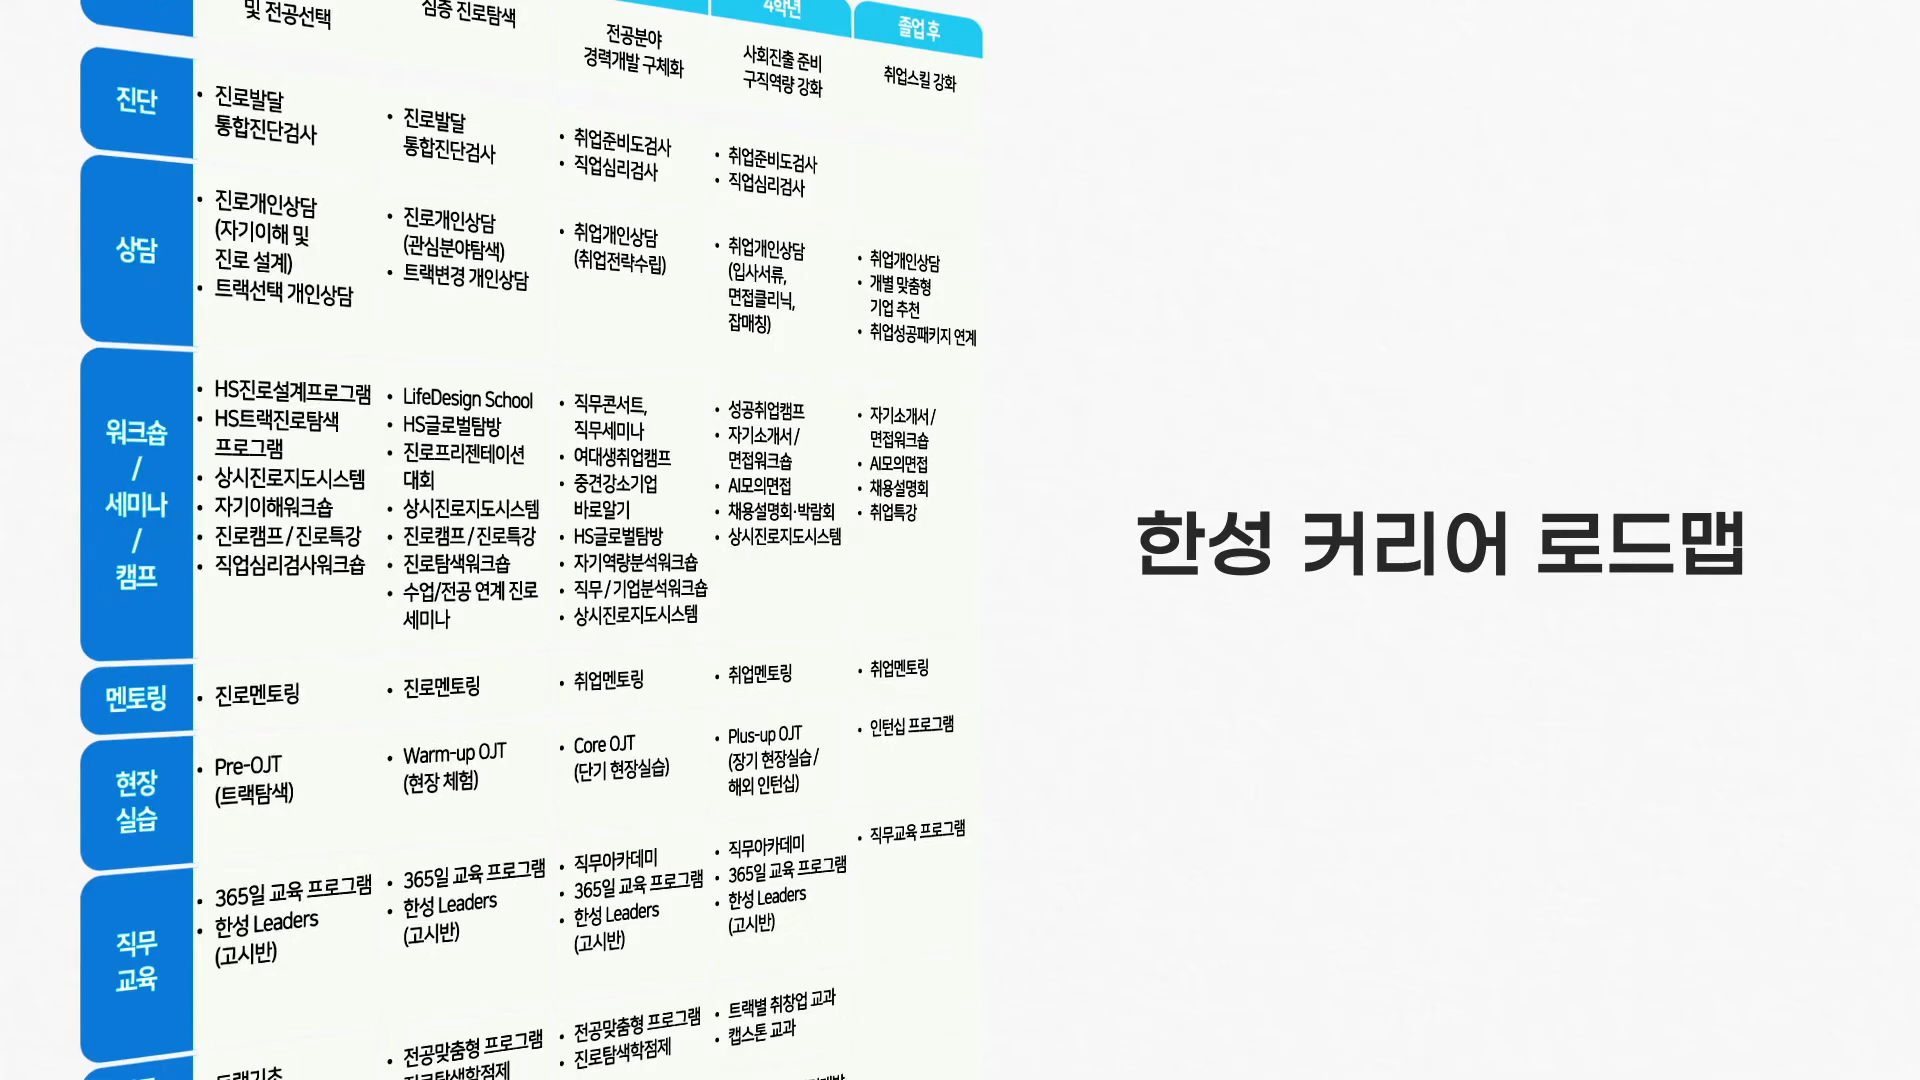 및 전공선택
심층 진로탐색
전공분야
경력개발 구체화
4학년
사회진출 준비
구직역량 강화
졸업 후
취업스킬 강화
진단
• 진로발달
통합진단검사
• 진로발달
통합진단검사
• 취업준비도검사
• 직업심리검사
• 취업준비도검사
• 직업심리검사
상담
• 진로개인상담
(자기이해 및
진로 설계)
• 트랙선택 개인상담
• 진로개인상담
(관심분야탐색)
• 트랙변경 개인상담
• 취업개인상담
(취업전략수립)
• 취업개인상담
(입사서류,
면접클리닉,
잡매칭)
• 취업개인상담
• 개별 맞춤형
기업 추천
• 취업성공패키지 연계
워크숍
/
세미나
/
캠프
• HS진로설계프로그램
• HS트랙진로탐색
프로그램
• 상시진로지도시스템
• 자기이해워크숍
• 진로캠프 / 진로특강
• 직업심리검사워크숍
• LifeDesign School
• HS글로벌탐방
• 진로프리젠테이션
대회
• 상시진로지도시스템
• 진로캠프 / 진로특강
• 진로탐색워크숍
• 수업/전공 연계 진로
세미나
• 직무콘서트,
직무세미나
• 여대생취업캠프
• 중견강소기업
바로알기
• HS글로벌탐방
• 자기역량분석워크숍
• 직무 / 기업분석워크숍
• 상시진로지도시스템
• 성공취업캠프
• 자기소개서 /
면접워크숍
• AI모의면접
• 채용설명회·박람회
• 상시진로지도시스템
• 자기소개서 /
면접워크숍
• AI모의면접
• 채용설명회
• 취업특강
멘토링
• 진로멘토링
• 진로멘토링
• 취업멘토링
• 취업멘토링
• 취업멘토링
현장
실습
• Pre-OJT
(트랙탐색)
• Warm-up OJT
(현장 체험)
• Core OJT
(단기 현장실습)
• Plus-up OJT
(장기 현장실습 /
해외 인턴십)
• 인턴십 프로그램
직무
교육
• 365일 교육 프로그램
• 한성 Leaders
(고시반)
• 365일 교육 프로그램
• 한성 Leaders
(고시반)
• 직무아카데미
• 365일 교육 프로그램
• 한성 Leaders
(고시반)
• 직무아카데미
• 365일 교육 프로그램
• 한성 Leaders
(고시반)
• 직무교육 프로그램
트랙기초
• 전공맞춤형 프로그램
진로탐색학점제
• 전공맞춤형 프로그램
• 진로탐색학점제
• 트랙별 취창업 교과
• 캡스톤 교과
한성 커리어 로드맵